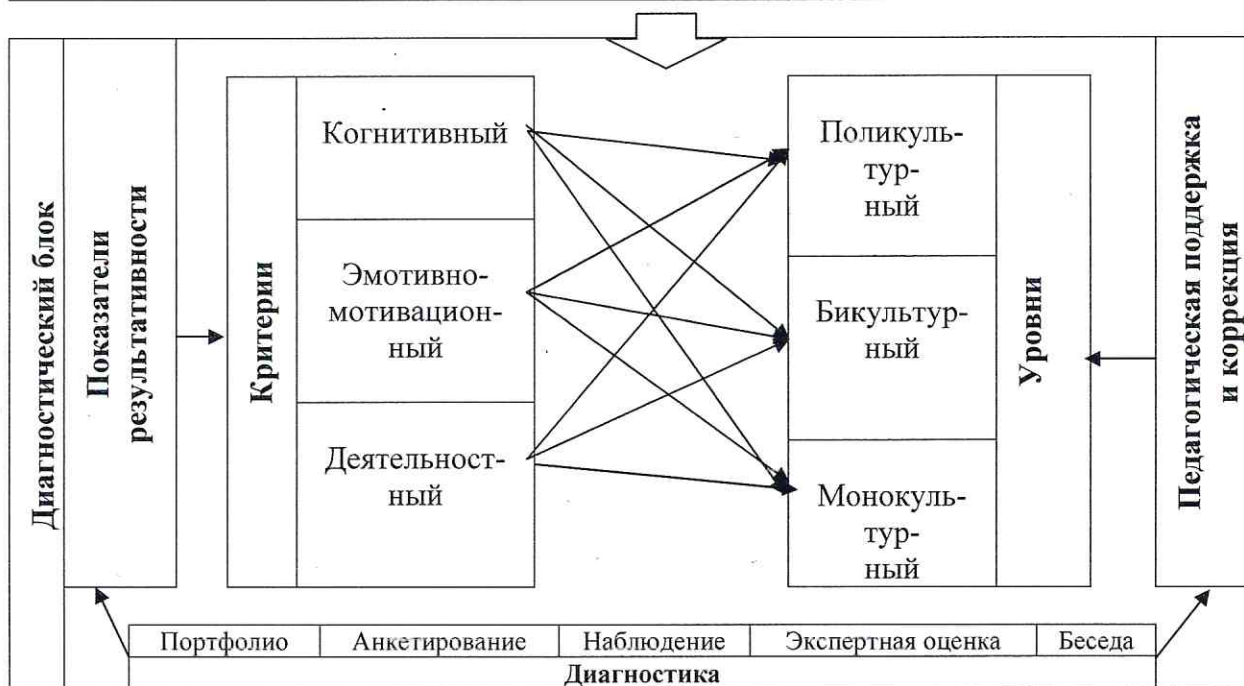 Диагностический блок
Показатели
результативности
Критерии
Когнитивный
Эмотивно-
мотивацион-
ный
Деятельност-
ный
Поликуль-
тур-
ный
Бикультур-
ный
Монокуль-
тур-
ный
Уровни
Педагогическая поддержка
и коррекция
Портфолио
Анкетирование
Наблюдение
Экспертная оценка
Беседа
Диагностика